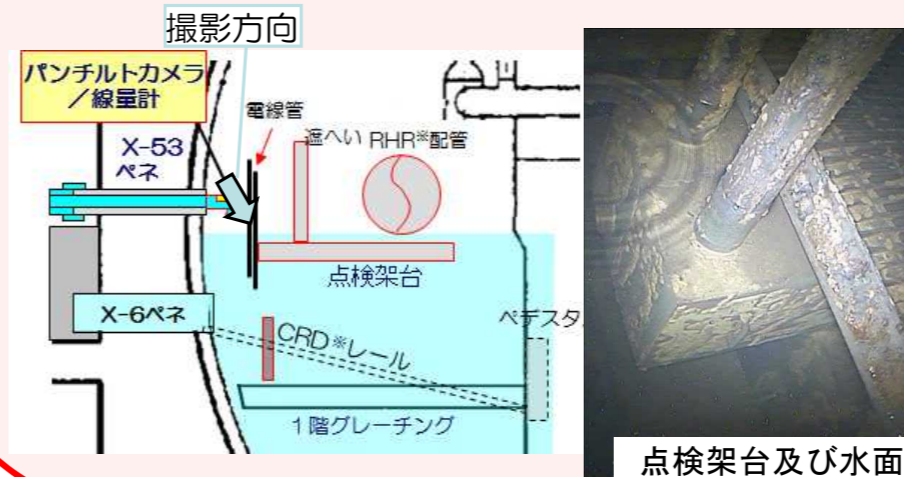 撮影方向
パンチルトカメラ
／線量計
電線管
X-53
ペネ
遮へい
RHR※配管
点検架台
X-6ペネ
ペデスタ
CRD※レール
1階グレーチング
点検架台及び水面